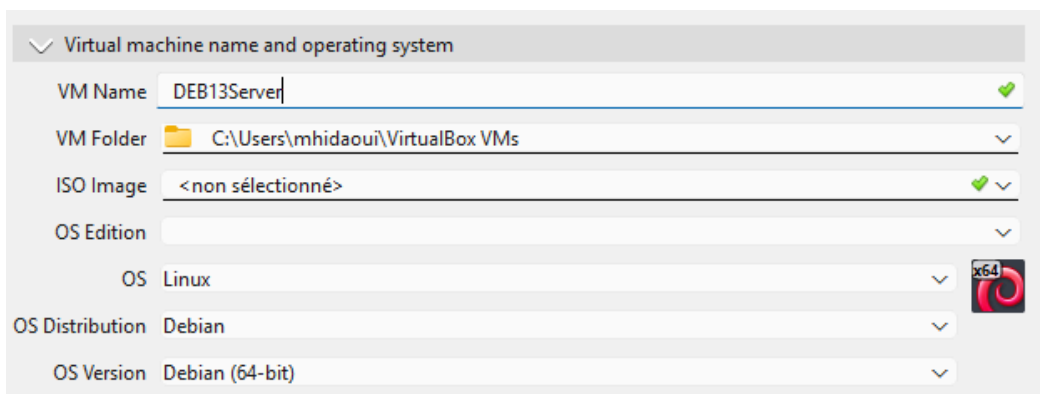 Virtual machine name and operating system
VM Name DEB13Server
VM Folder C:\Users\mhidaoui\VirtualBox VMs
ISO Image <non sélectionné>
OS Edition
OS Linux
x64
OS Distribution Debian
OS Version Debian (64-bit)